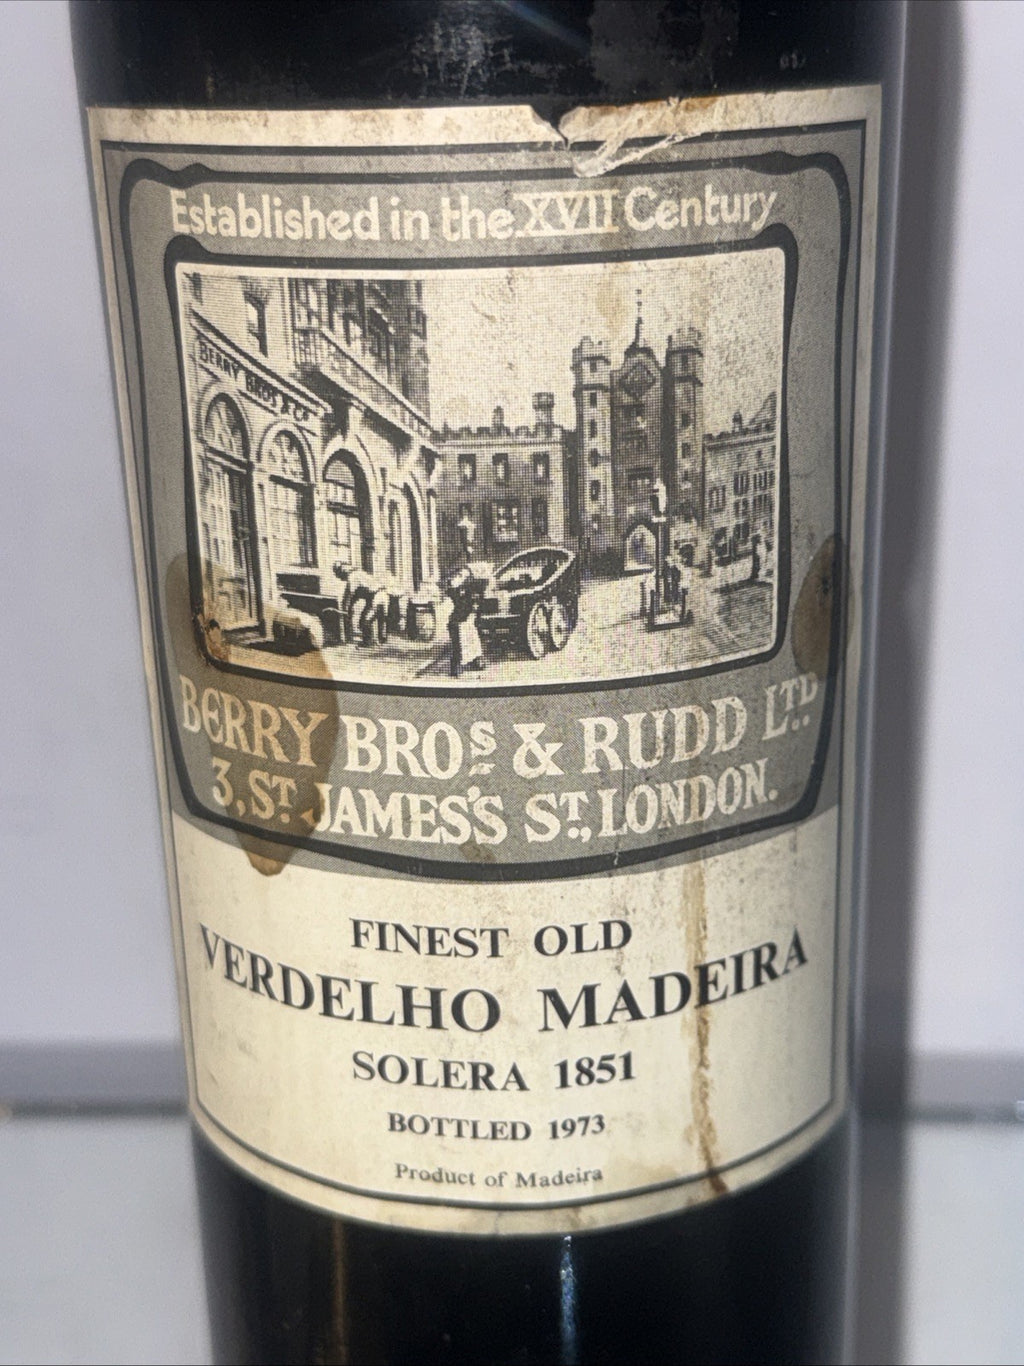 Established in the XVII Century
BERRY BROS & Co
BERRY BROS & RUDD LTD.
3, ST. JAMES'S ST., LONDON.
FINEST OLD
VERDELHO MADEIRA
SOLERA 1851
BOTTLED 1973
Product of Madeira